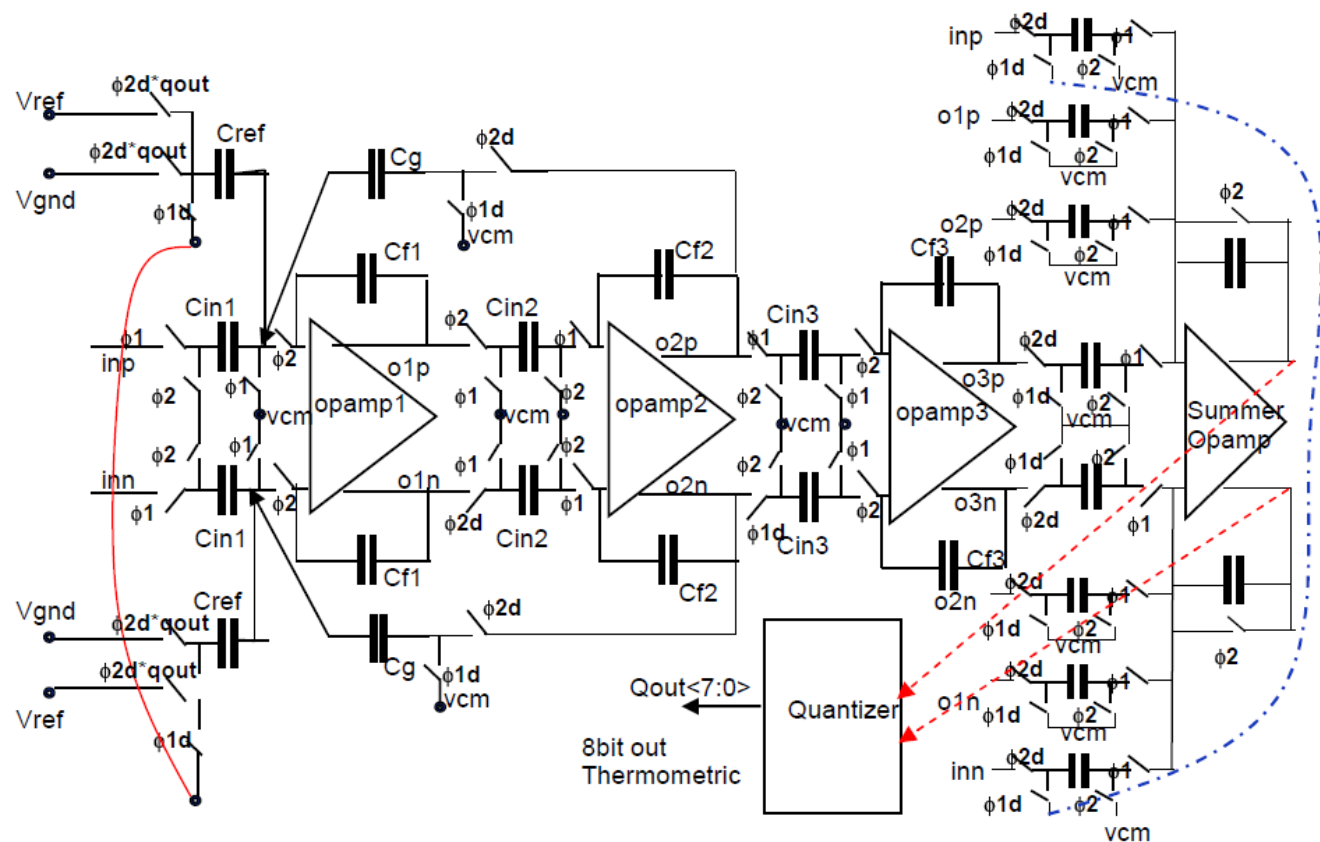 inp
ϕ2d
ϕ1
ϕ1d
ϕ2
vcm
ϕ2d*qout
Vref
Cref
ϕ2d*qout
Vgnd
ϕ1d
Cg
ϕ2d
ϕ1d
vcm
o1p
ϕ2d
ϕ1
ϕ1d
ϕ2
vcm
o2p
ϕ2d
ϕ1
ϕ1d
ϕ2
vcm
ϕ2
Cf1
Cf2
Cf3
Cin1
Cin2
Cin3
ϕ1
inp
ϕ2
o1p
ϕ2
ϕ1
o2p
ϕ1
ϕ2
o3p
ϕ2d
ϕ1
ϕ2
ϕ1
vcm
opamp1
ϕ1
vcm
ϕ2
opamp2
ϕ2
vcm
ϕ1
opamp3
ϕ1d
ϕ2
vcm
Summer
Opamp
ϕ2
ϕ1
ϕ1
ϕ2
ϕ2
ϕ1
ϕ1d
ϕ2
inn
ϕ1
Cin1
ϕ2
o1n
ϕ2d
Cin2
ϕ1
o2n
ϕ1d
Cin3
ϕ2
o3n
ϕ2d
ϕ1
Cf1
Cf2
Cf3
Cref
Vgnd
ϕ2d*qout
ϕ2d*qout
Vref
ϕ1d
Cg
ϕ2d
ϕ1d
vcm
o2n
ϕ2d
ϕ1
ϕ1d
ϕ2
vcm
ϕ2
Qout<7:0>
Quantizer
8bit out
Thermometric
o1n
ϕ2d
ϕ1
ϕ1d
ϕ2
vcm
inn
ϕ2d
ϕ1
ϕ1d
ϕ2
vcm